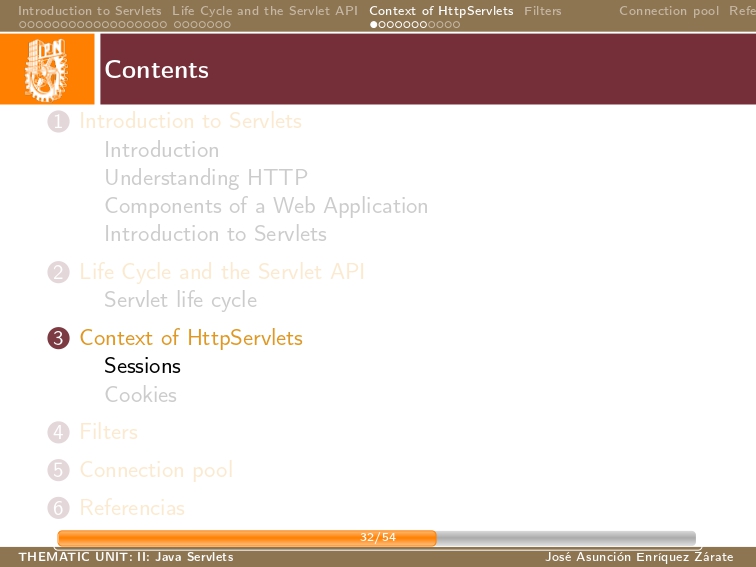 Introduction to Servlets Life Cycle and the Servlet API Context of HttpServlets Filters Connection pool Refe
IPN
Contents
1 Introduction to Servlets
Introduction
Understanding HTTP
Components of a Web Application
Introduction to Servlets
2 Life Cycle and the Servlet API
Servlet life cycle
3 Context of HttpServlets
Sessions
Cookies
4 Filters
5 Connection pool
6 Referencias
32/54
THEMATIC UNIT: II: Java Servlets José Asunción Enríquez Zárate